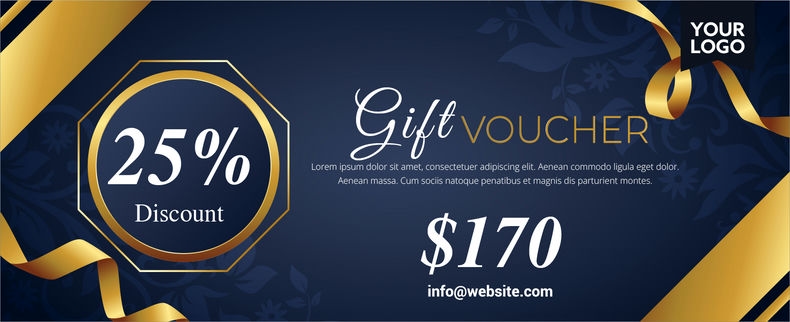 YOUR
LOGO
25%
Discount
Gift VOUCHER
Lorem ipsum dolor sit amet, consectetuer adipiscing elit. Aenean commodo ligula eget dolor.
Aenean massa. Cum sociis natoque penatibus et magnis dis parturient montes.
$170
info@website.com